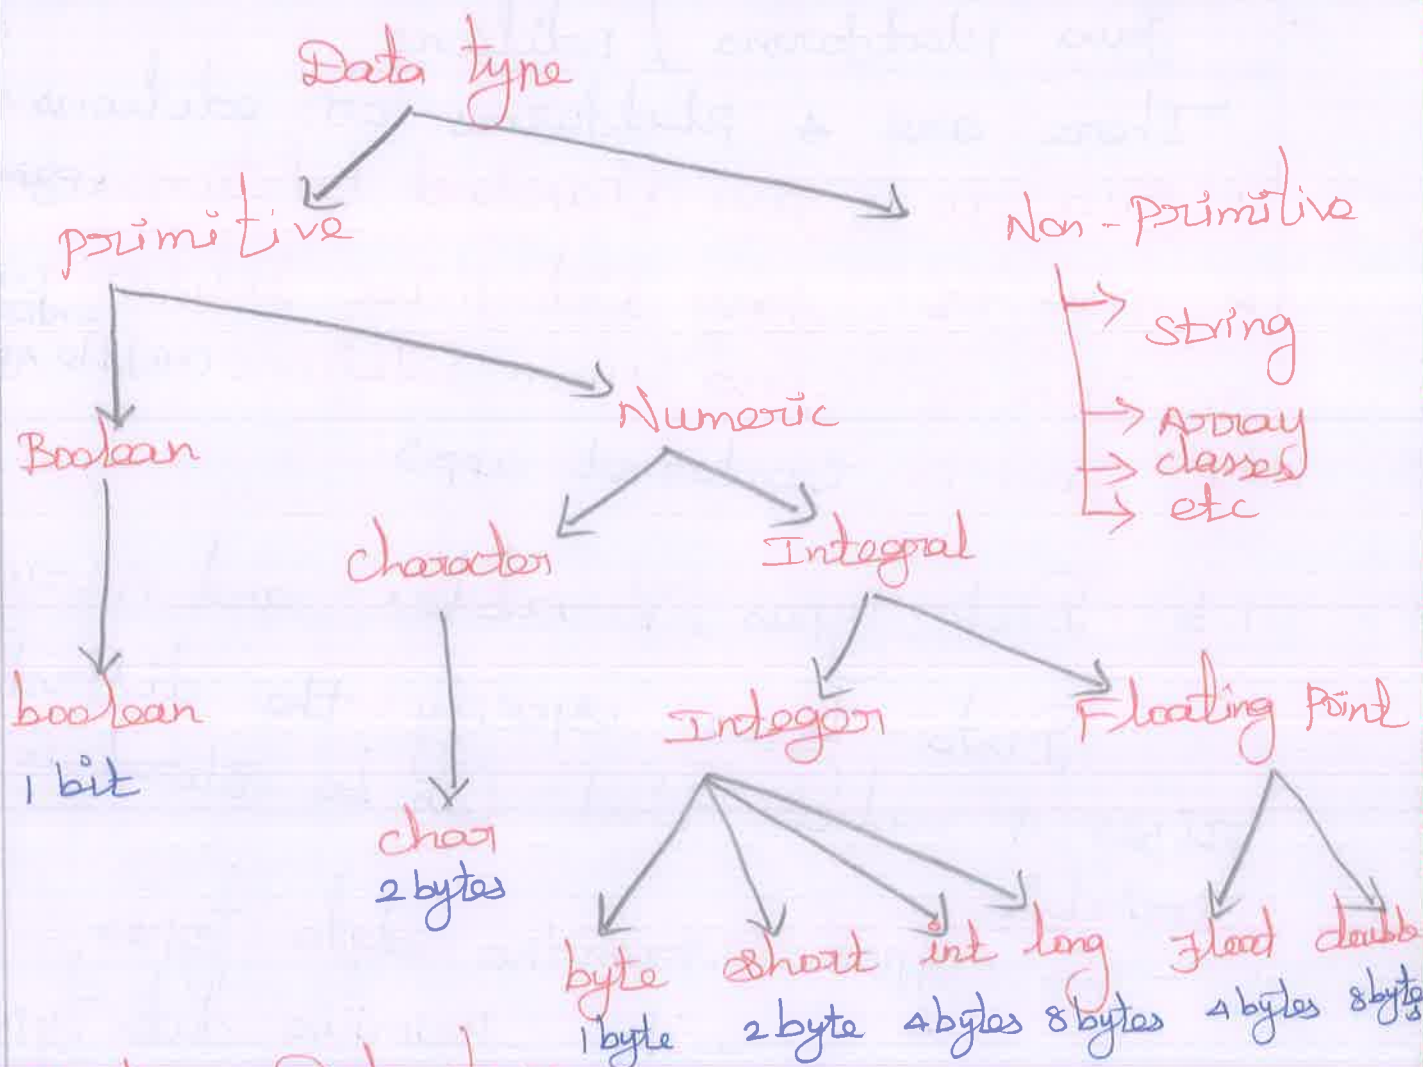 Data type
primitive
Non-primitive
string
Array
classes
etc
Boolean
Numeric
character
Integral
boolean
1 bit
char
2 bytes
Integer
Floating Point
byte
short
int
long
Float
double
1 byte
2 byte
4 bytes
8 bytes
4 bytes
8 bytes